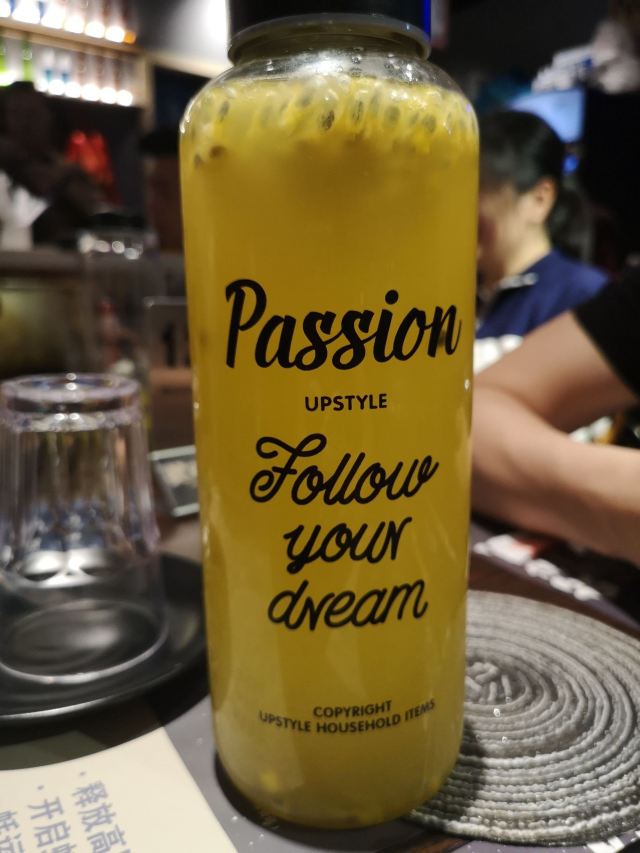 Passion
UPSTYLE
Follow
your
dream
COPYRIGHT
UPSTYLE HOUSEHOLD ITEMS
· 释放高
· 开启